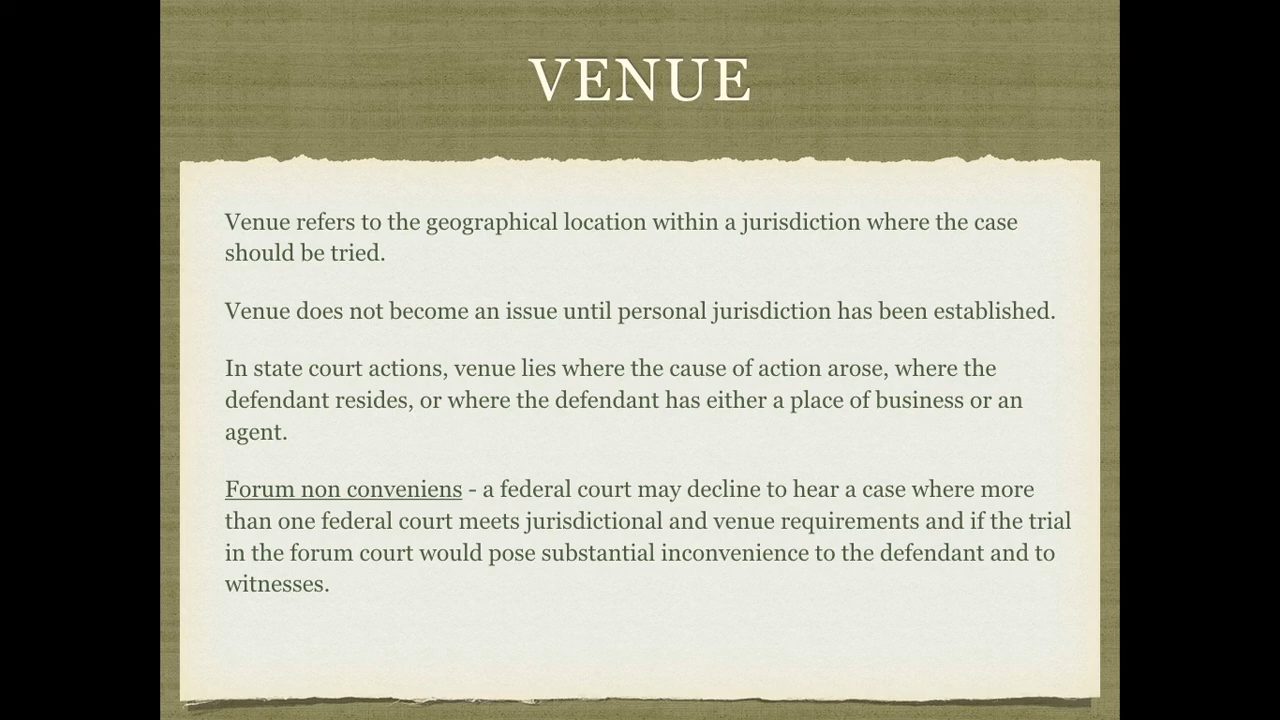 VENUE
Venue refers to the geographical location within a jurisdiction where the case
should be tried.
Venue does not become an issue until personal jurisdiction has been established.
In state court actions, venue lies where the cause of action arose, where the
defendant resides, or where the defendant has either a place of business or an
agent.
Forum non conveniens - a federal court may decline to hear a case where more
than one federal court meets jurisdictional and venue requirements and if the trial
in the forum court would pose substantial inconvenience to the defendant and to
witnesses.